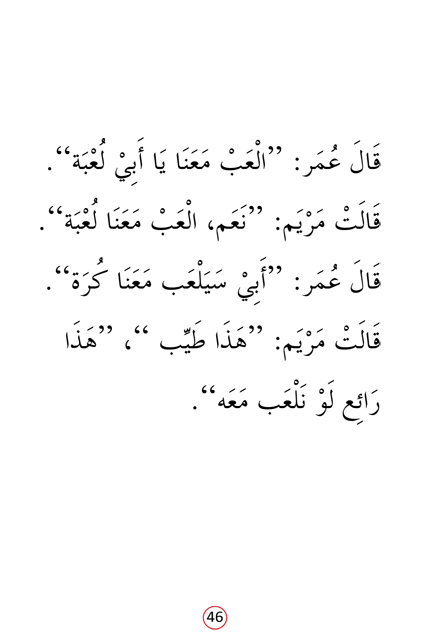 قَالَ عُمَر: ’’الْعَبْ مَعَنَا يَا أَبِيْ لُعْبَة‘‘.
قَالَتْ مَرْيَم: ’’نَعَم، الْعَبْ مَعَنَا لُعْبَة‘‘.
قَالَ عُمَر: ’’أَبِيْ سَيَلْعَب مَعَنَا كُرَة‘‘.
قَالَتْ مَرْيَم: ’’هَذَا طَيِّب ‘‘، ’’هَذَا
رَائِع لَوْ نَلْعَب مَعَه‘‘.
46